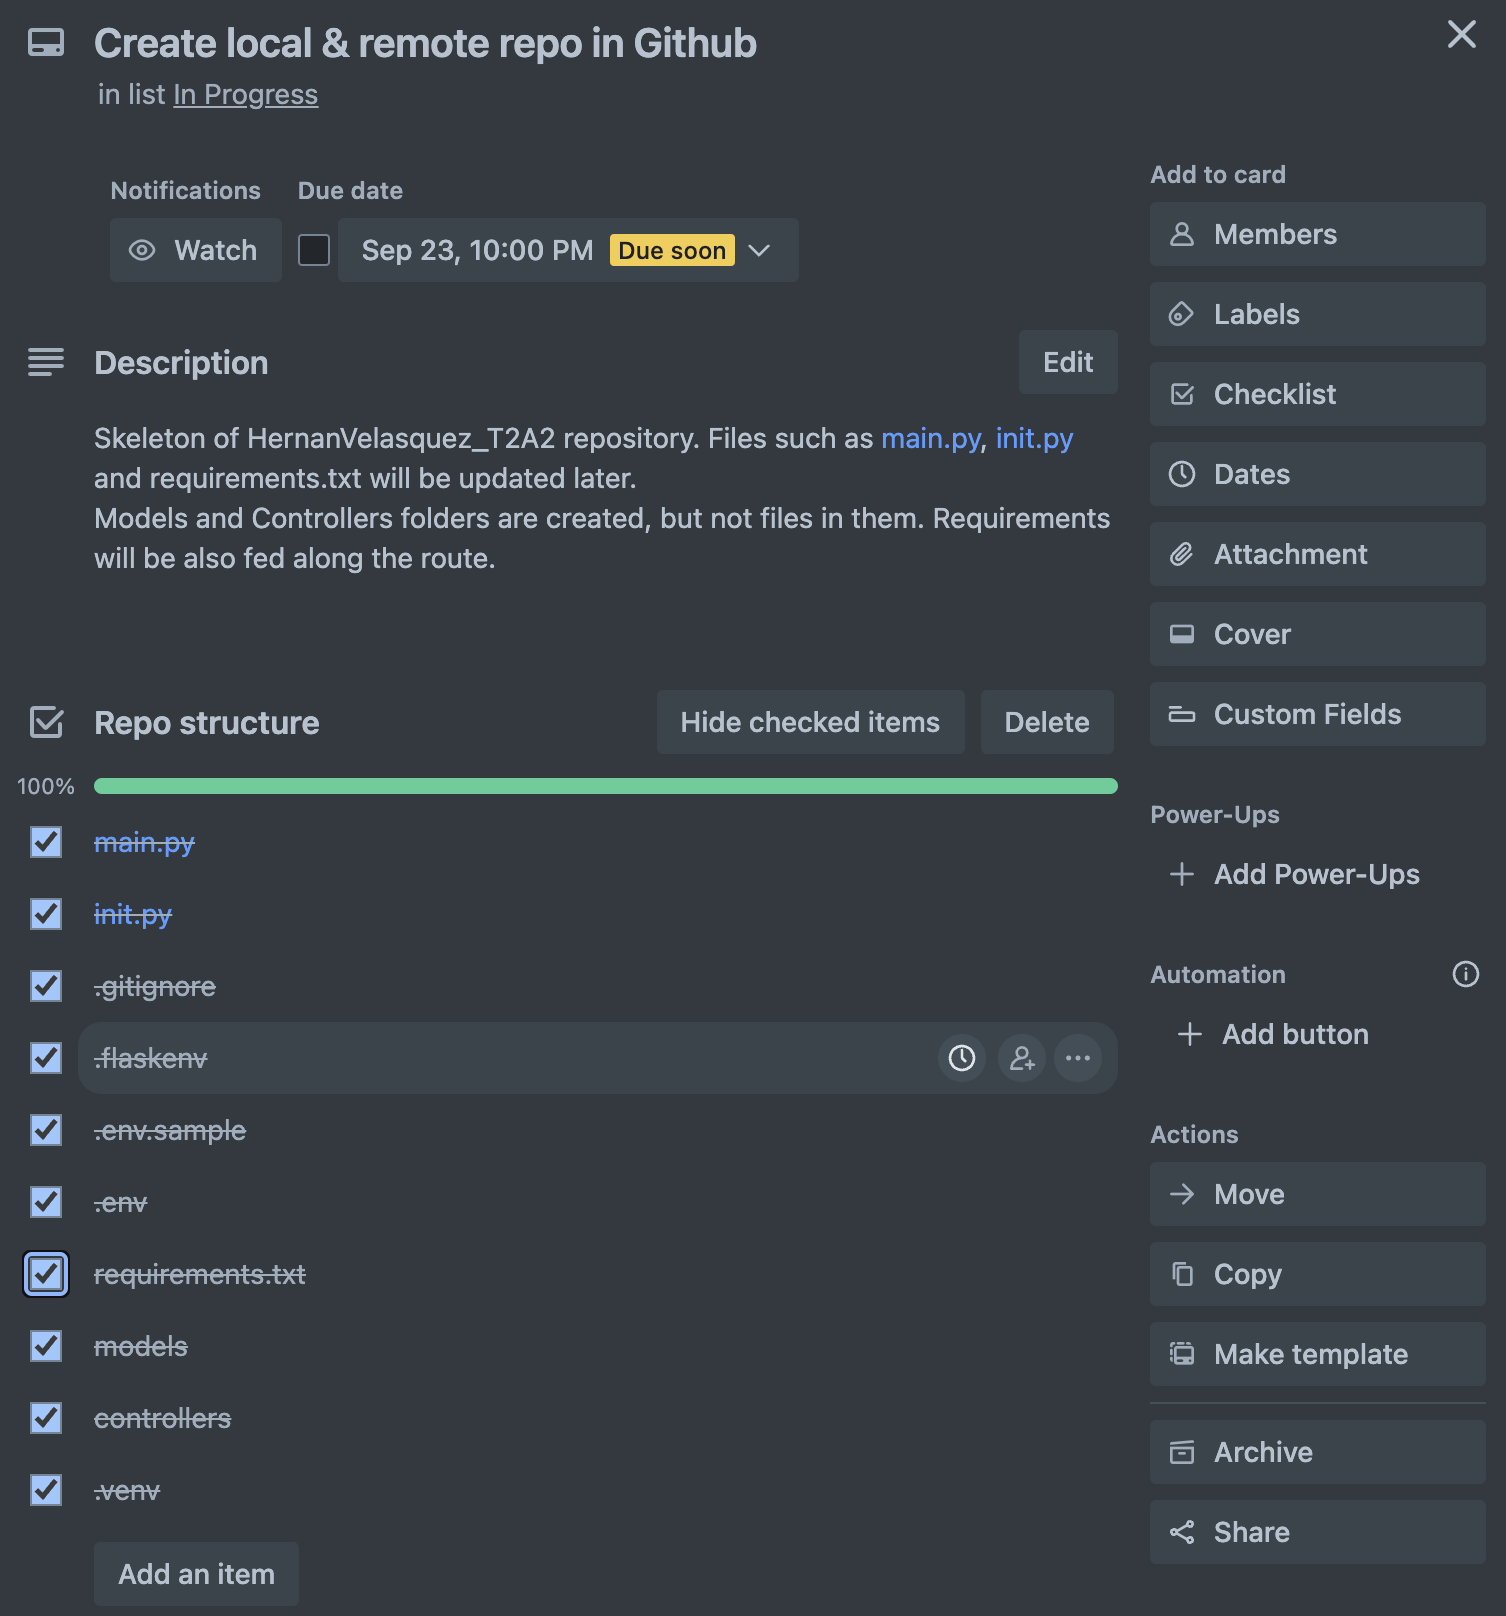 Create local & remote repo in Github
in list In Progress
Notifications
Due date
Watch
Sep 23, 10:00 PM Due soon
Description
Edit
Skeleton of HernanVelasquez_T2A2 repository. Files such as main.py, init.py
and requirements.txt will be updated later.
Models and Controllers folders are created, but not files in them. Requirements
will be also fed along the route.
Repo structure
Hide checked items
Delete
100%
main.py
init.py
.gitignore
.flaskenv
.env.sample
.env
requirements.txt
models
controllers
.venv
Add an item
Add to card
Members
Labels
Checklist
Dates
Attachment
Cover
Custom Fields
Power-Ups
Add Power-Ups
Automation
Add button
Actions
Move
Copy
Make template
Archive
Share